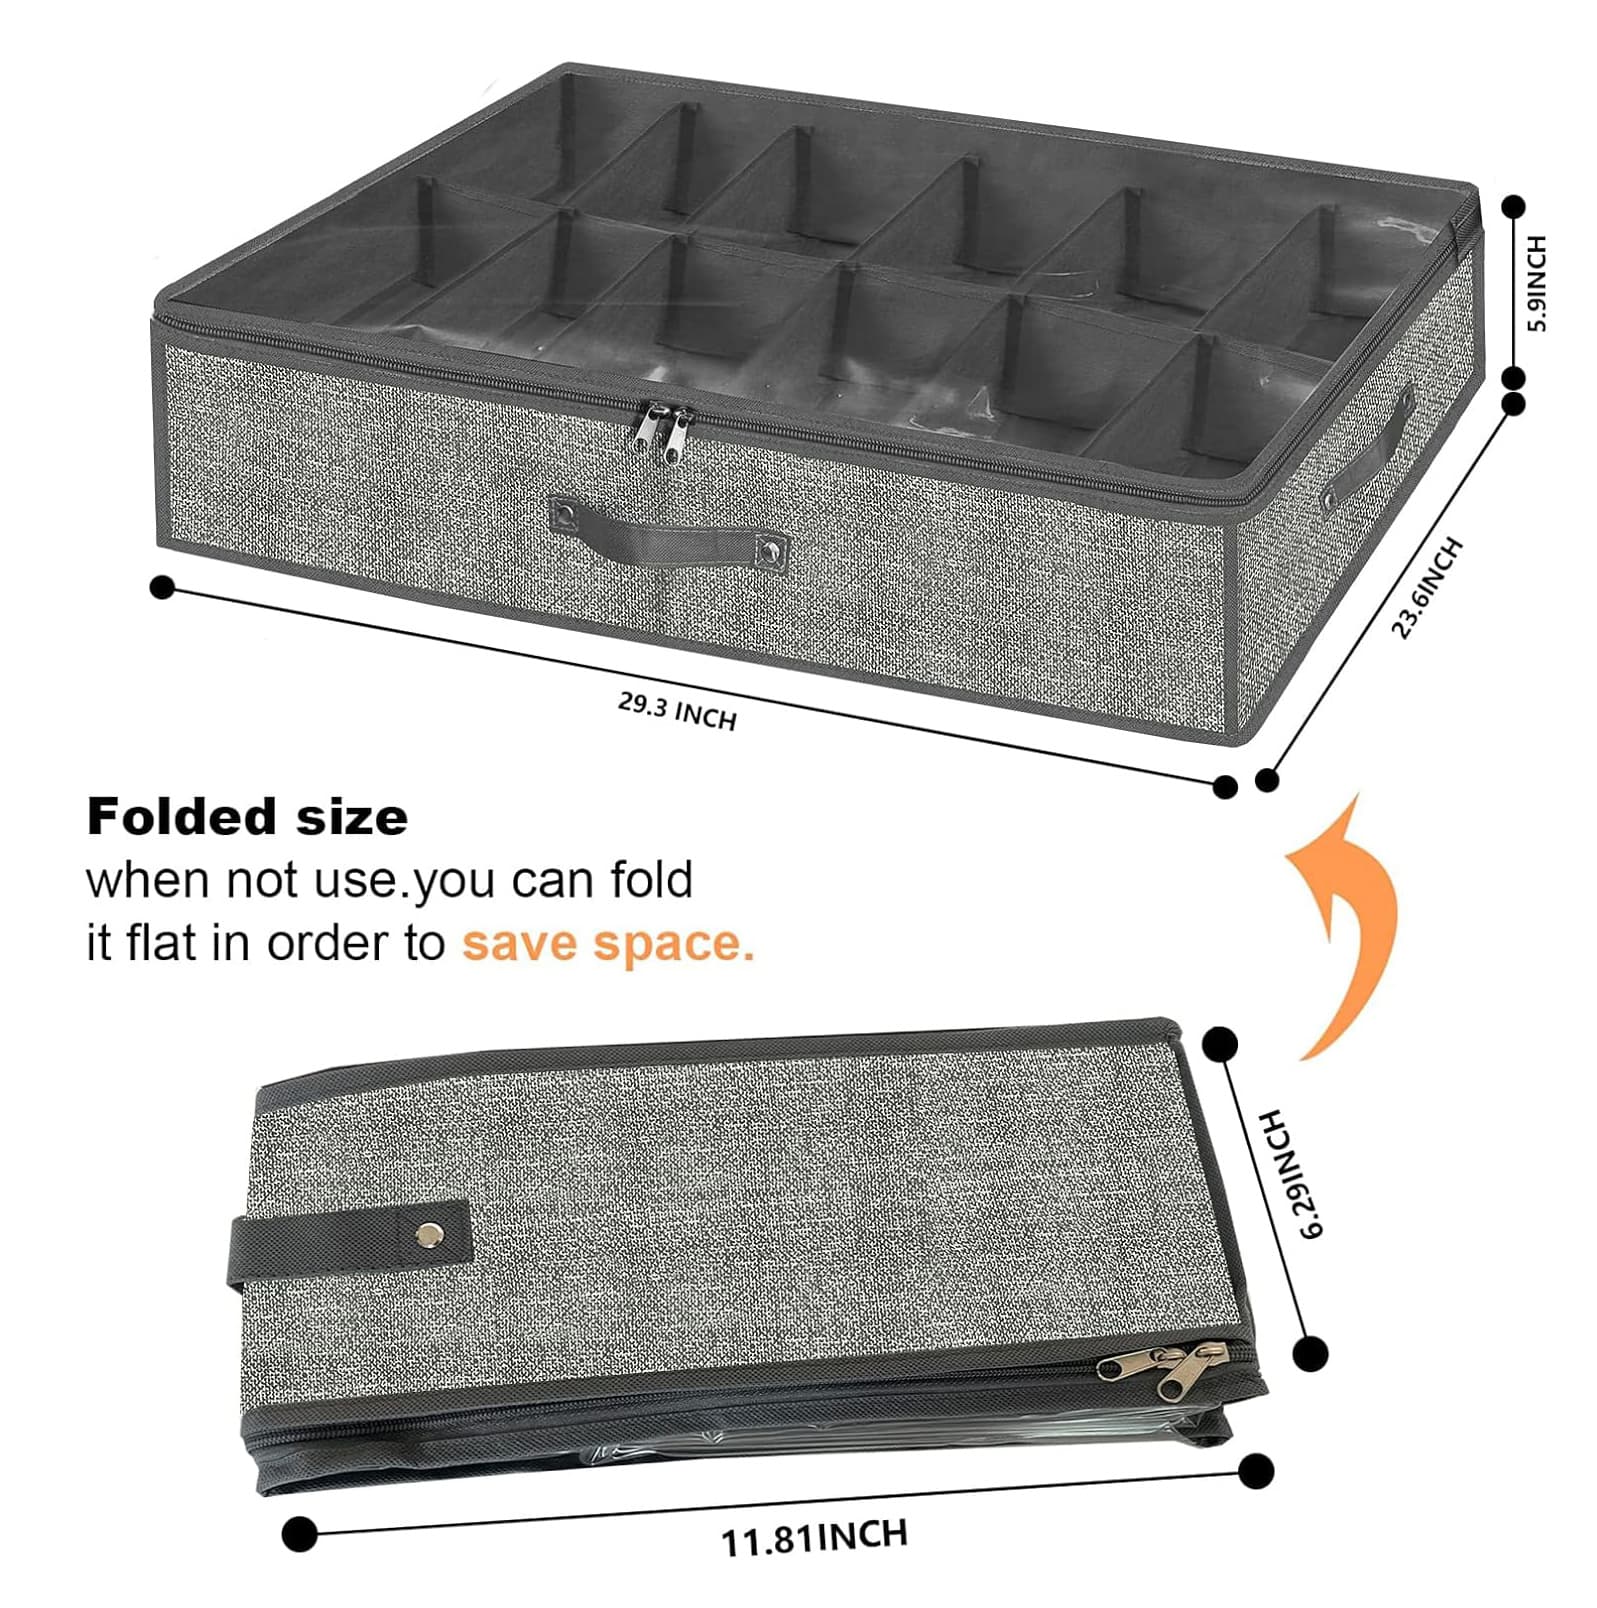 5.9INCH
23.6INCH
29.3 INCH
Folded size
when not use.you can fold
it flat in order to save space.
6.29INCH
11.81INCH